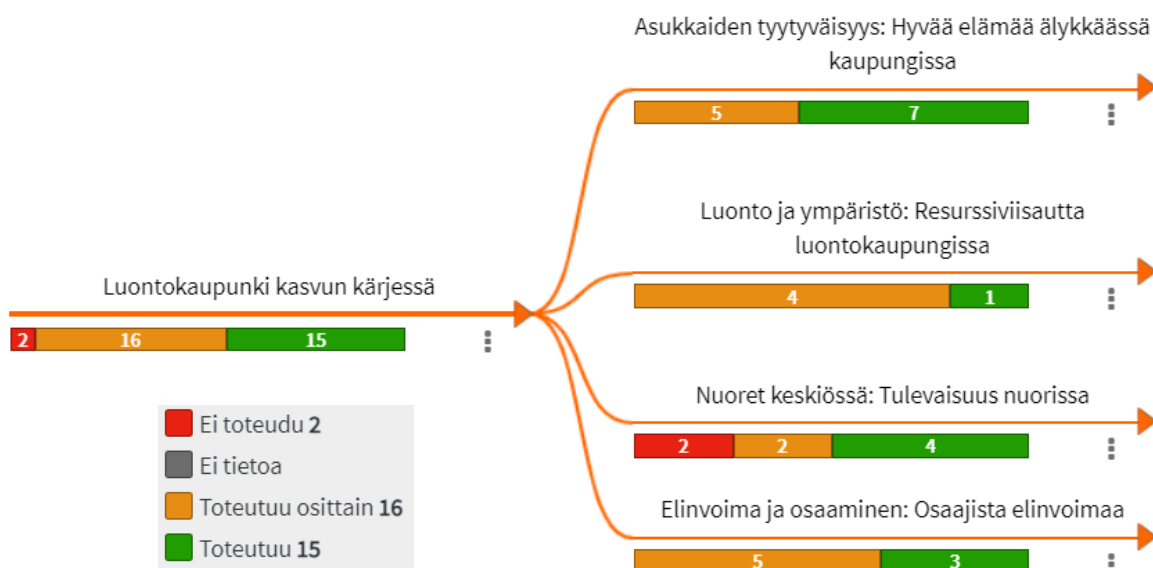 Luontokaupunki kasvun kärjessä
2 16 15
Ei toteudu 2
Ei tietoa
Toteutuu osittain 16
Toteutuu 15
Asukkaiden tyytyväisyys: Hyvää elämää älykkäässä
kaupungissa
5 7
Luonto ja ympäristö: Resurssiviisautta
luontokaupungissa
4 1
Nuoret keskiössä: Tulevaisuus nuorissa
2 2 4
Elinvoima ja osaaminen: Osaajista elinvoimaa
5 3